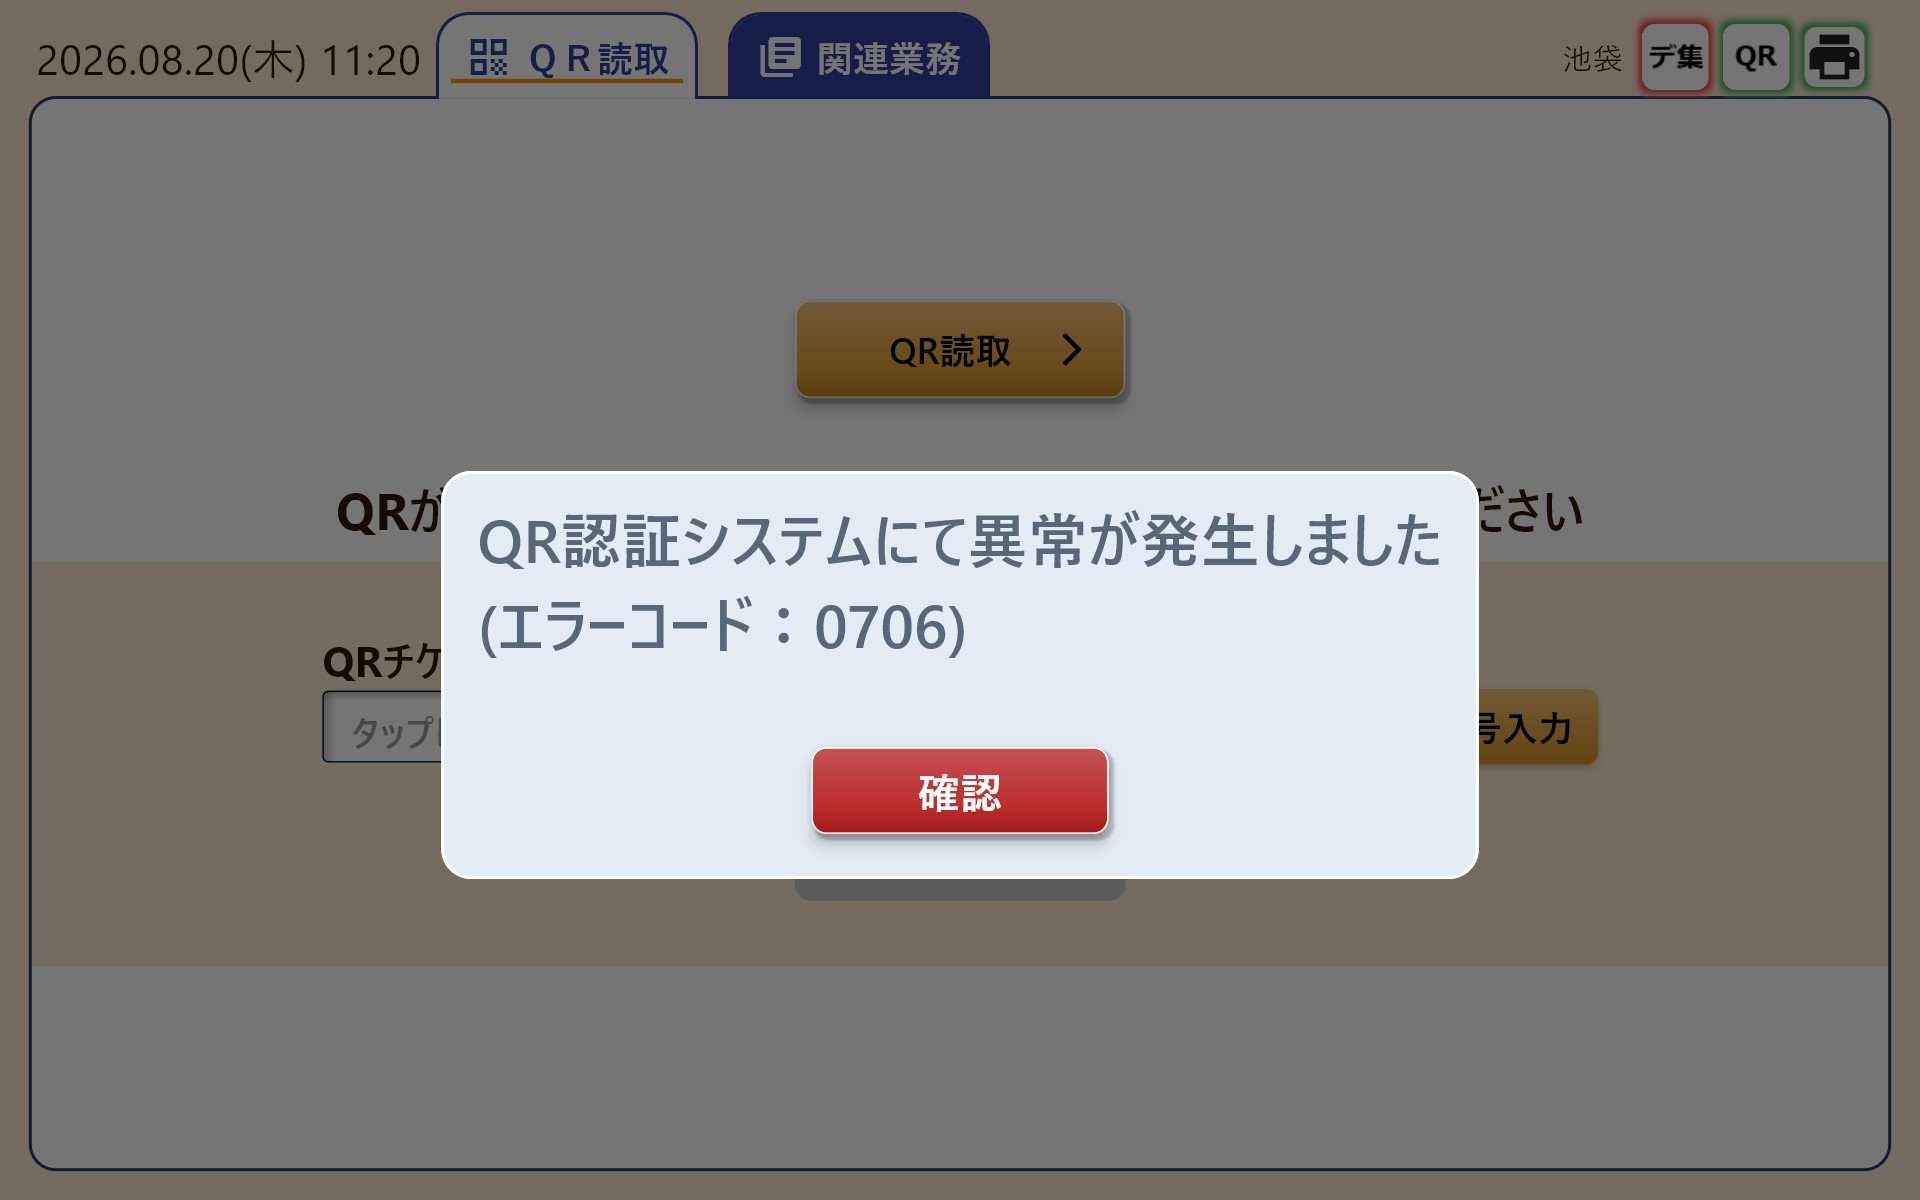 2026.08.20(木) 11:20
ＱＲ読取
関連業務
池袋
デ集
QR
QR読取
QRが
ださい
QR認証システムにて異常が発生しました
(エラーコード：0706)
QRチケ
タップ
号入力
確認